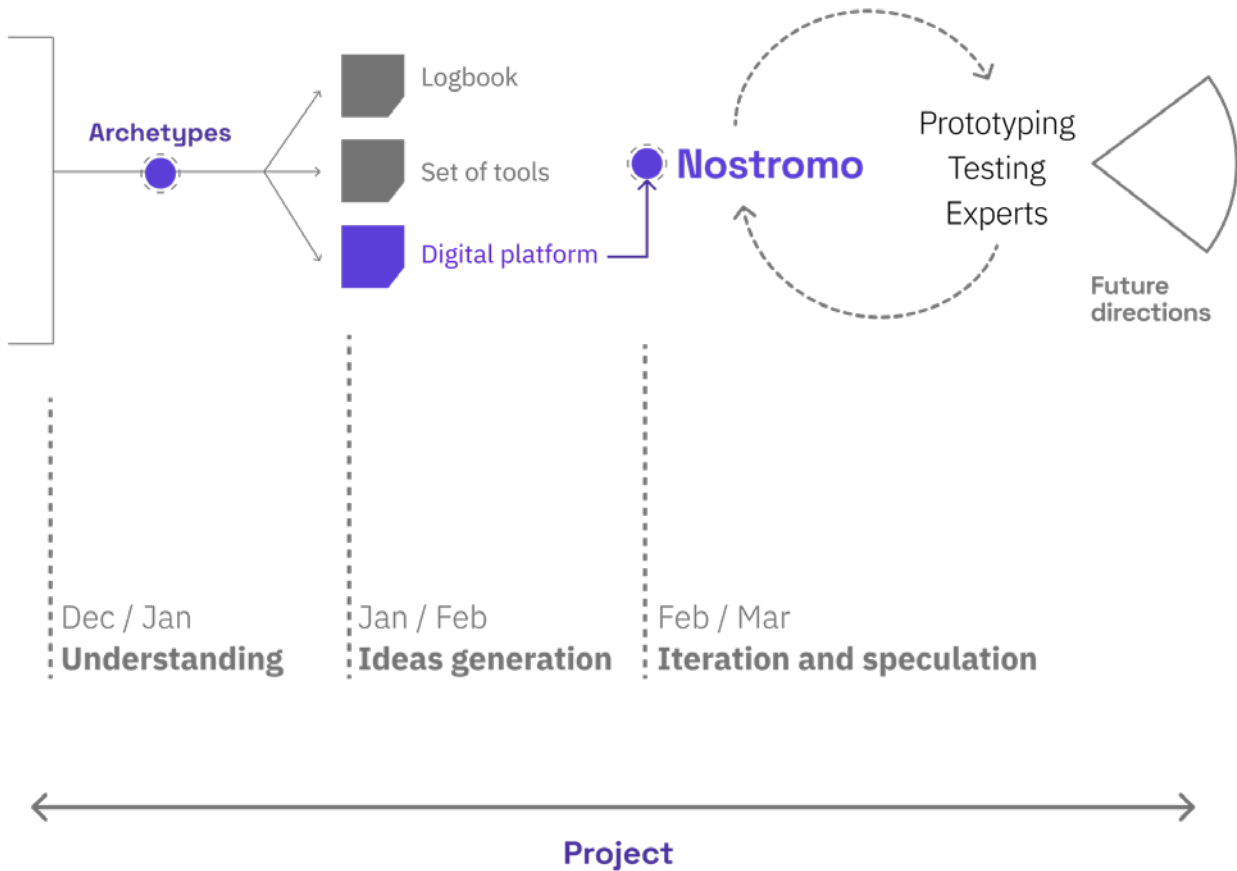 Archetypes
Logbook
Set of tools
Digital platform
Nostromo
Prototyping
Testing
Experts
Future
directions
Dec / Jan
Understanding
Jan / Feb
Ideas generation
Feb / Mar
Iteration and speculation
Project